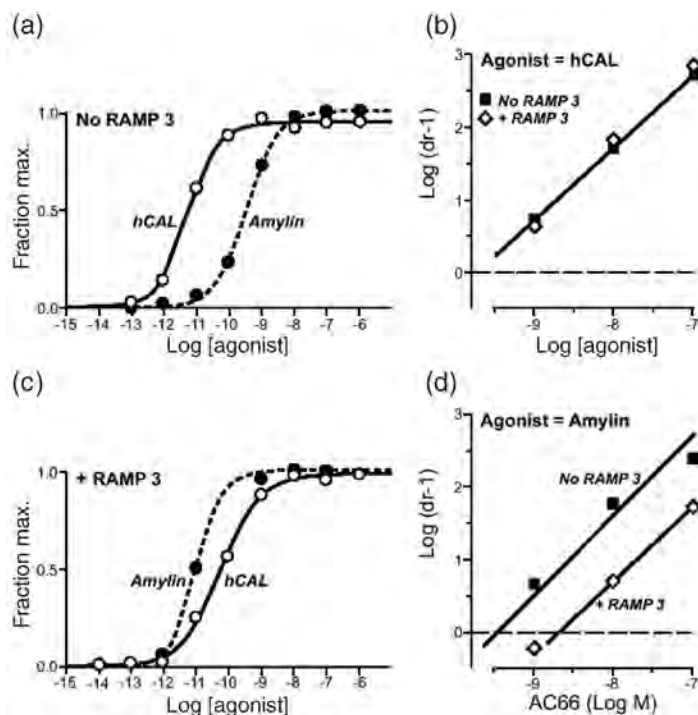 (a)
No RAMP 3
hCAL
Amylin
Fraction max..
1.0
0.5
0.0
-15 -14 -13 -12 -11 -10 -9 -8 -7 -6
Log [agonist]
(b)
Agonist = hCAL
No RAMP 3
+ RAMP 3
Log (dr-1)
3
2
1
0
-9 -8 -7
Log [agonist]
(c)
+ RAMP 3
Amylin
hCAL
Fraction max..
1.0
0.5
0.0
-15 -14 -13 -12 -11 -10 -9 -8 -7 -6
Log [agonist]
(d)
Agonist = Amylin
No RAMP 3
+ RAMP 3
Log (dr-1)
3
2
1
0
-9 -8 -7
AC66 (Log M)